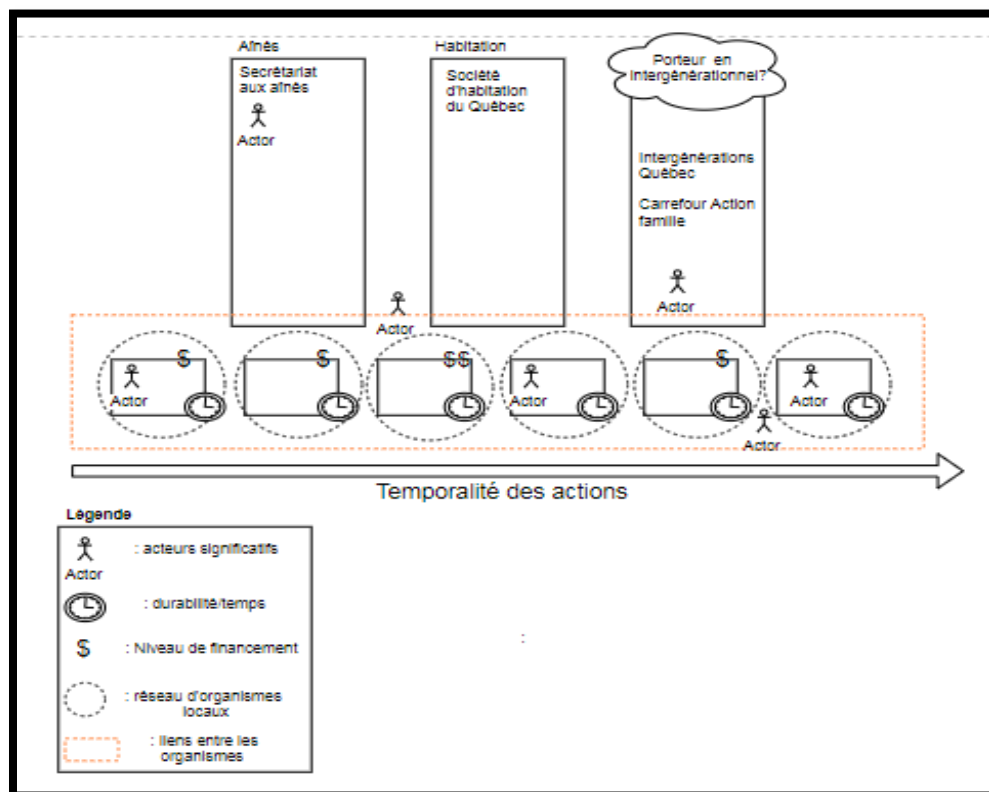 Aînés
Habitation
Porteur en
Intergénérationnel?
Secrétariat
aux aînés
Actor
Société
d'habitation
du Québec
Intergénérations
Québec
Carrefour Action
famille
Actor
Actor
$
$
$$
$
Actor
Actor
Actor
Actor
Temporalité des actions
Légende
Actor
: acteurs significatifs
: durabilité/temps
$
: Niveau de financement
: réseau d'organismes
locaux
: liens entre les
organismes
: